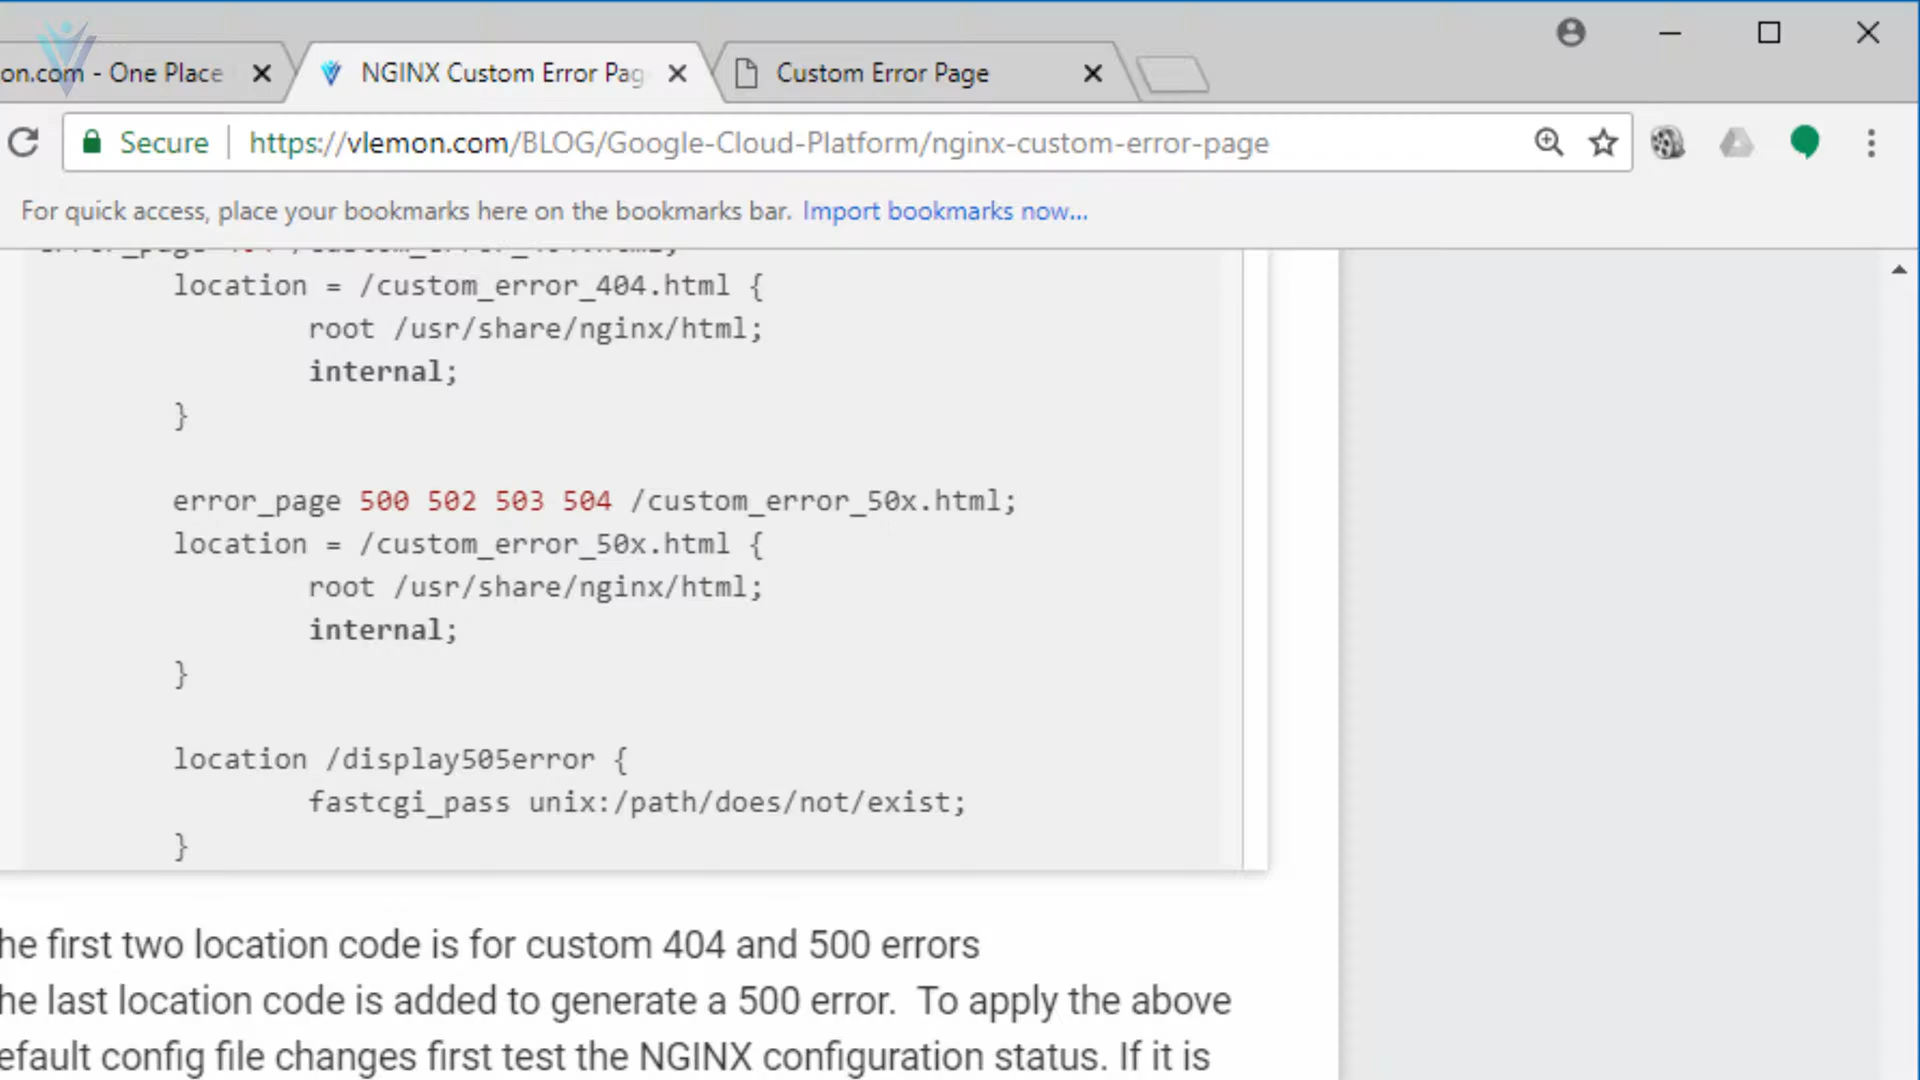 on.com - One Place
NGINX Custom Error Pag
Custom Error Page
Secure
https://vlemon.com/BLOG/Google-Cloud-Platform/nginx-custom-error-page
For quick access, place your bookmarks here on the bookmarks bar. Import bookmarks now...
error_page 404 /custom_error_404.html;
location = /custom_error_404.html {
root /usr/share/nginx/html;
internal;
}
error_page 500 502 503 504 /custom_error_50x.html;
location = /custom_error_50x.html {
root /usr/share/nginx/html;
internal;
}
location /display505error {
fastcgi_pass unix:/path/does/not/exist;
}
he first two location code is for custom 404 and 500 errors
he last location code is added to generate a 500 error. To apply the above
efault config file changes first test the NGINX configuration status. If it is